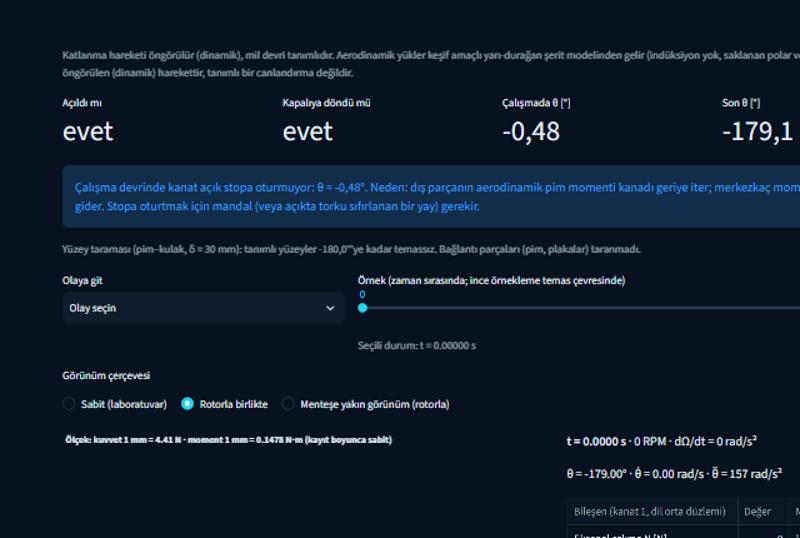 Katlanma hareketi öngörülür (dinamik), mil devri tanımlıdır. Aerodinamik yükler keşif amaçlı yarı-durağan şerit modelinden gelir (indüksiyon yok, saklanan polar
öngörülen (dinamik) harekettir, tanımlı bir canlandırma değildir.
Açıldı mı
Kapalıya döndü mü
Çalışmada θ [°]
Son θ [°]
evet
evet
-0,48
-179,1
Çalışma devrinde kanat açık stopa oturmuyor: θ ≈ -0,48°. Neden: dış parçanın aerodinamik pim momenti kanadı geriye iter; merkezkaç mom
gider. Stopa oturtmak için mandal (veya açıkta torku sıfırlanan bir yay) gerekir.
Yüzey taraması (pim–kulak, δ = 30 mm): tanımlı yüzeyler -180,0°'ye kadar temassız. Bağlantı parçaları (pim, plakalar) taranmadı.
Olaya git
Örnek (zaman sırasında; ince örnekleme temas çevresinde)
Olay seçin
0
Seçili durum: t = 0.00000 s
Görünüm çerçevesi
Sabit (laboratuvar)
Rotorla birlikte
Menteşe yakın görünüm (rotorla)
Ölçek: kuvvet 1 mm = 4.41 N · moment 1 mm = 0.1478 N·m (kayıt boyunca sabit)
t = 0.0000 s · 0 RPM · dΩ/dt = 0 rad/s²
θ = -179.00° · θ̇ = 0.00 rad/s · θ̈ = 157 rad/s²
Bileşen (kanat 1, dil orta düzlemi)
Değer